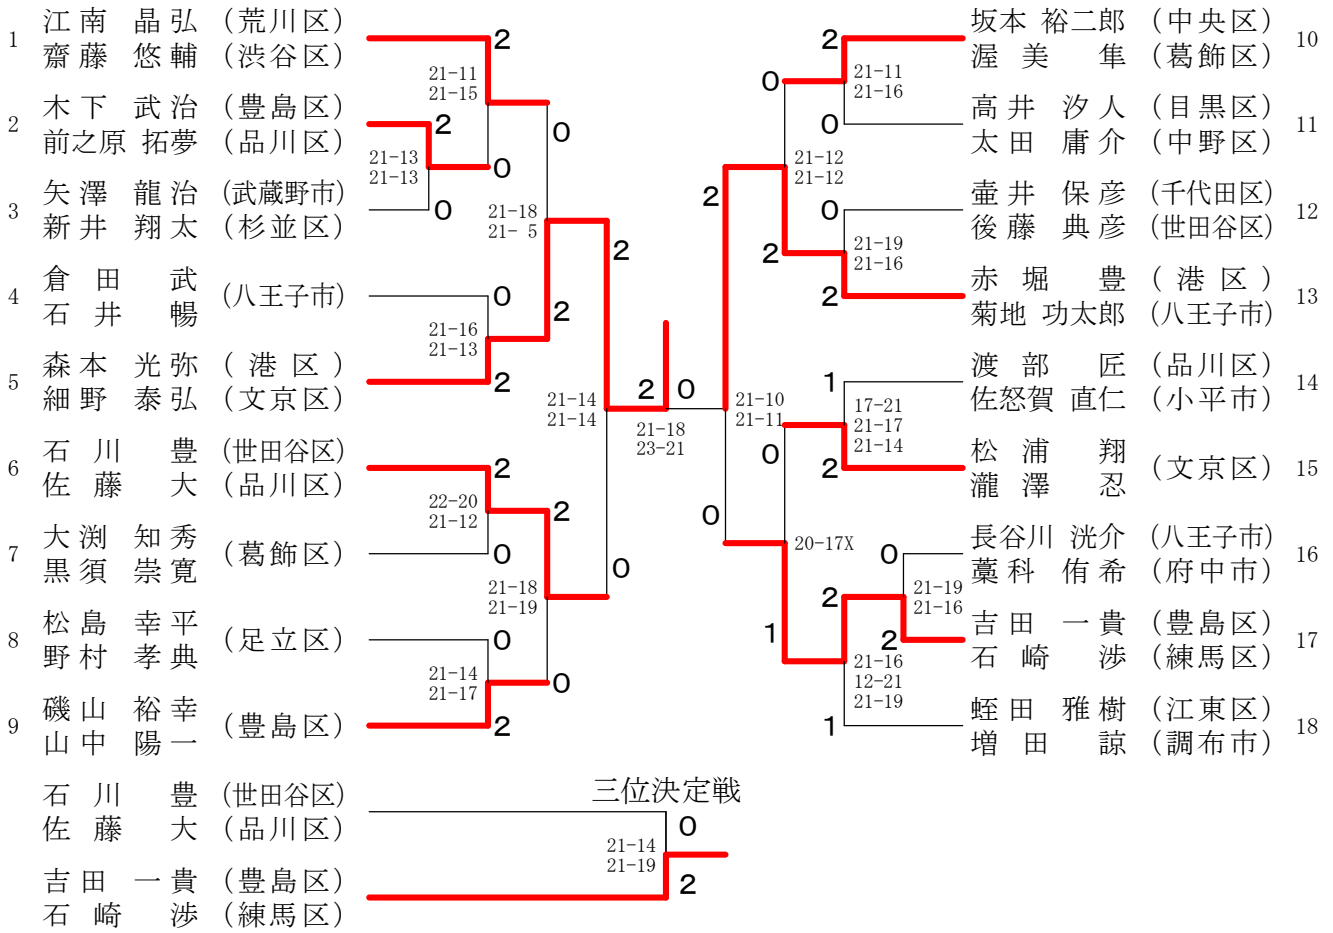 1 江南 晶弘 (荒川区)
齋藤 悠輔 (渋谷区)
2 木下 武治 (豊島区)
前之原 拓夢 (品川区)
3 矢澤 龍治 (武蔵野市)
新井 翔太 (杉並区)
4 倉田 武 (八王子市)
石井 暢
5 森本 光弥 (港区)
細野 泰弘 (文京区)
6 石川 豊 (世田谷区)
佐藤 大 (品川区)
7 大渕 知秀 (葛飾区)
黒須 崇寛
8 松島 幸平 (足立区)
野村 孝典
9 磯山 裕幸 (豊島区)
山中 陽一
2
21-11
21-15
0
2
21-13
21-13
0
0
21-18
21- 5
2
0
21-16
21-13
2
2
21-14
21-14
0
2
22-20
21-12
0
2
21-18
21-19
0
0
21-14
21-17
2
2 0
21-18
23-21
坂本 裕二郎 (中央区) 10
渥美 隼 (葛飾区)
高井 汐人 (目黒区) 11
太田 庸介 (中野区)
壷井 保彦 (千代田区) 12
後藤 典彦 (世田谷区)
赤堀 豊 (港区) 13
菊地 功太郎 (八王子市)
渡部 匠 (品川区) 14
佐怒賀 直仁 (小平市)
松浦 翔 (文京区) 15
瀧澤 忍
長谷川 洸介 (八王子市) 16
藁科 侑希 (府中市)
吉田 一貴 (豊島区) 17
石崎 渉 (練馬区)
蛭田 雅樹 (江東区) 18
増田 諒 (調布市)
2
21-11
21-16
0
0
21-12
21-12
2
0
21-19
21-16
2
2
21-10
21-11
0
1
17-21
21-17
21-14
2
0
20-17X
1
0
21-19
21-16
2
2
21-16
12-21
21-19
1
三位決定戦
石川 豊 (世田谷区)
佐藤 大 (品川区)
0
21-14
21-19
2
吉田 一貴 (豊島区)
石崎 渉 (練馬区)